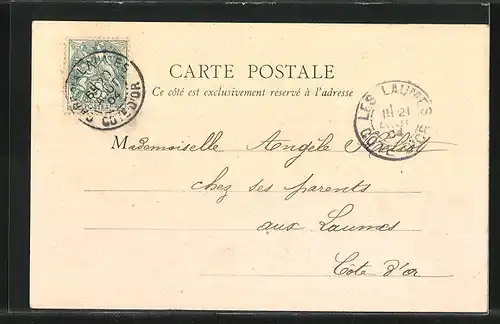 CARTE POSTALE
Ce côté est exclusivement réservé à l'adresse
LES LAUMES
CÔTE-D'OR
Mademoiselle Angèle
chez ses parents
aux Laumes
Côte d'or